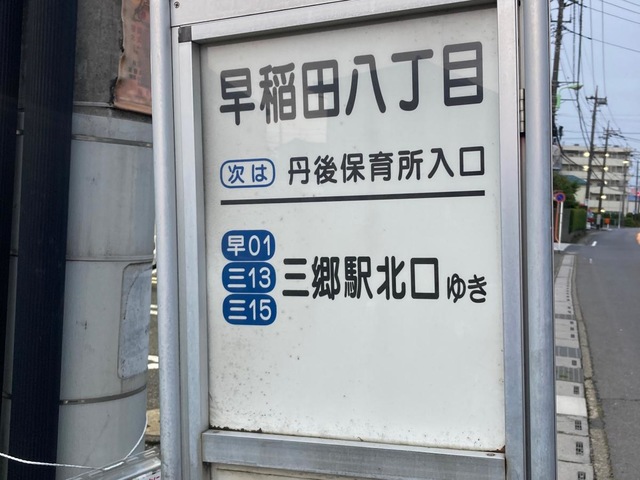 早稲田八丁目
次は 丹後保育所入口
早01
三13 三郷駅北口ゆき
三15